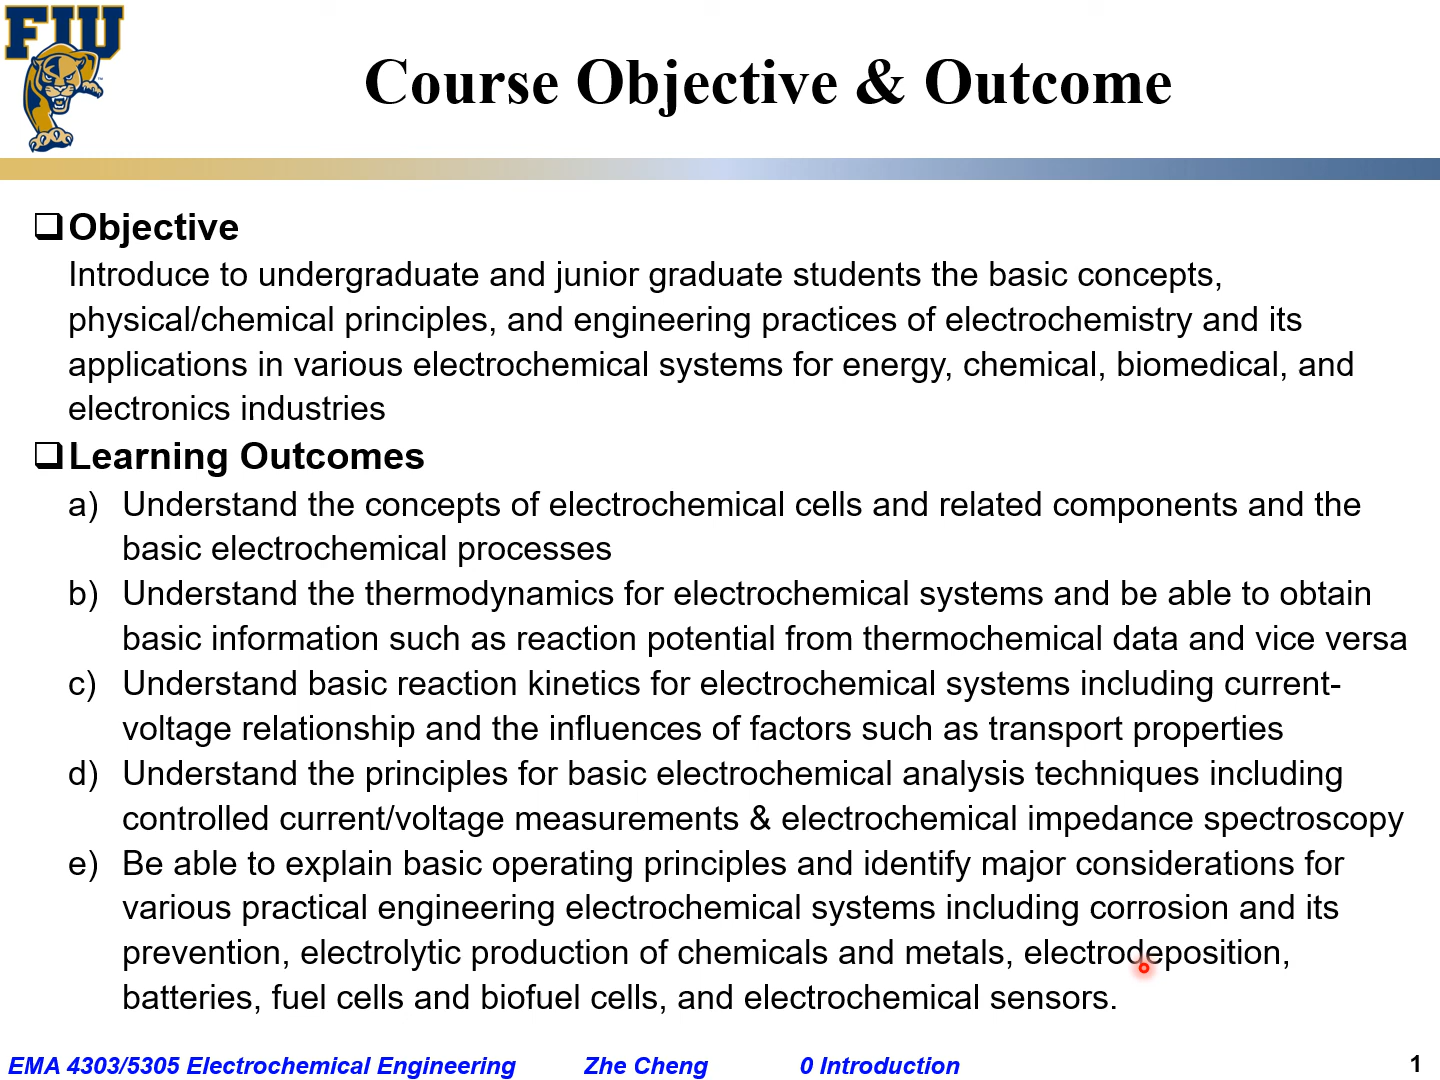 FIU
Course Objective & Outcome
Objective
Introduce to undergraduate and junior graduate students the basic concepts,
physical/chemical principles, and engineering practices of electrochemistry and its
applications in various electrochemical systems for energy, chemical, biomedical, and
electronics industries
Learning Outcomes
a) Understand the concepts of electrochemical cells and related components and the
basic electrochemical processes
b) Understand the thermodynamics for electrochemical systems and be able to obtain
basic information such as reaction potential from thermochemical data and vice versa
c) Understand basic reaction kinetics for electrochemical systems including current-
voltage relationship and the influences of factors such as transport properties
d) Understand the principles for basic electrochemical analysis techniques including
controlled current/voltage measurements & electrochemical impedance spectroscopy
e) Be able to explain basic operating principles and identify major considerations for
various practical engineering electrochemical systems including corrosion and its
prevention, electrolytic production of chemicals and metals, electrodeposition,
batteries, fuel cells and biofuel cells, and electrochemical sensors.
EMA 4303/5305 Electrochemical Engineering Zhe Cheng 0 Introduction 1